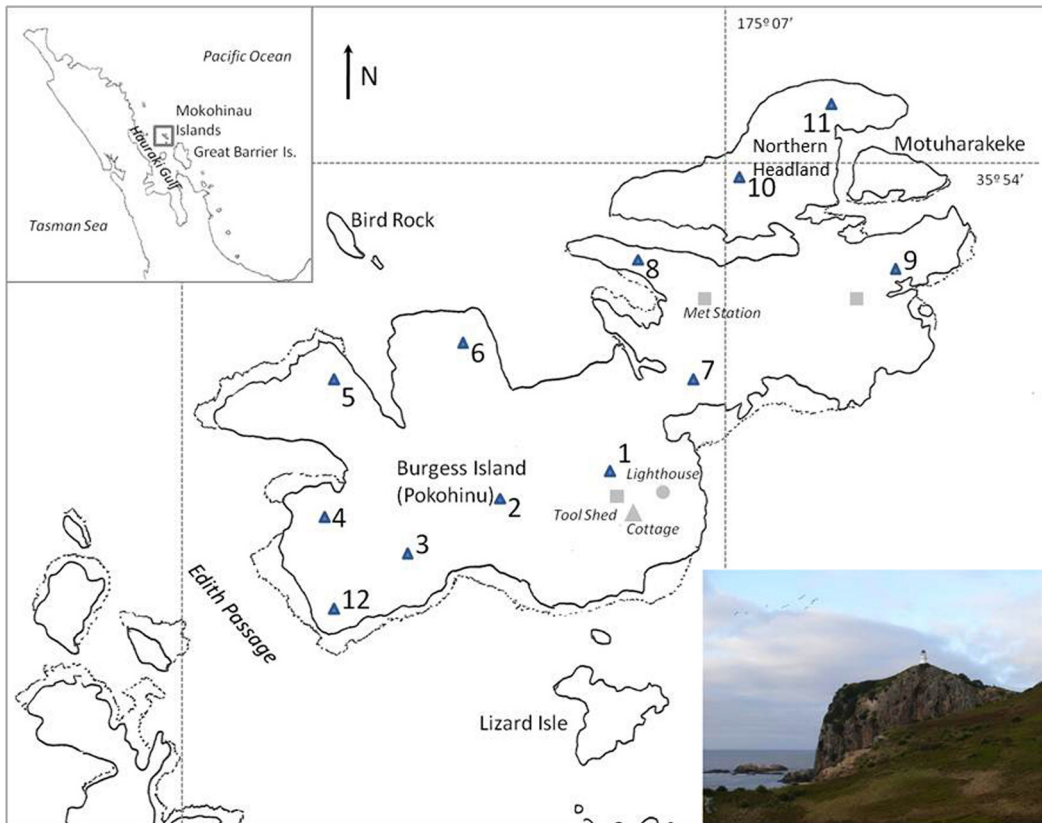 Pacific Ocean
Mokohinau
Islands
Great Barrier Is.
Hauraki Gulf
Tasman Sea
N
175º 07'
11
Northern
Headland
Motuharakeke
35º 54'
10
Bird Rock
8
9
Met Station
6
7
5
1
Burgess Island
(Pokohinu)
Lighthouse
2
Tool Shed
Cottage
4
3
12
Edith Passage
Lizard Isle